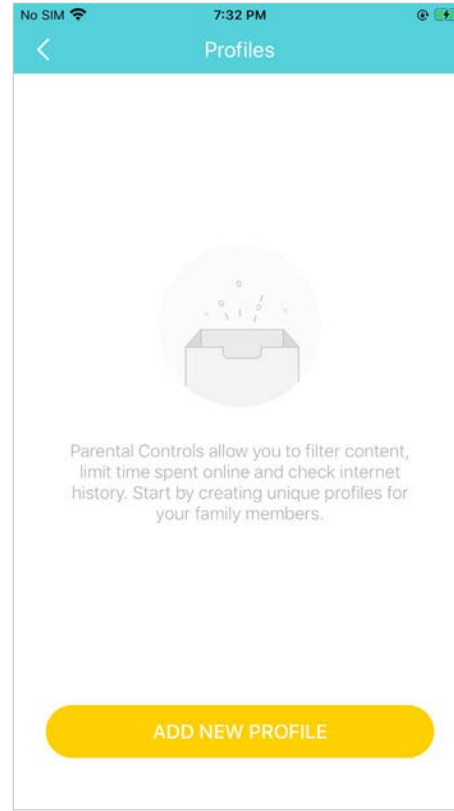 No SIM 7:32 PM
Profiles
Parental Controls allow you to filter content,
limit time spent online and check internet
history. Start by creating unique profiles for
your family members.
ADD NEW PROFILE